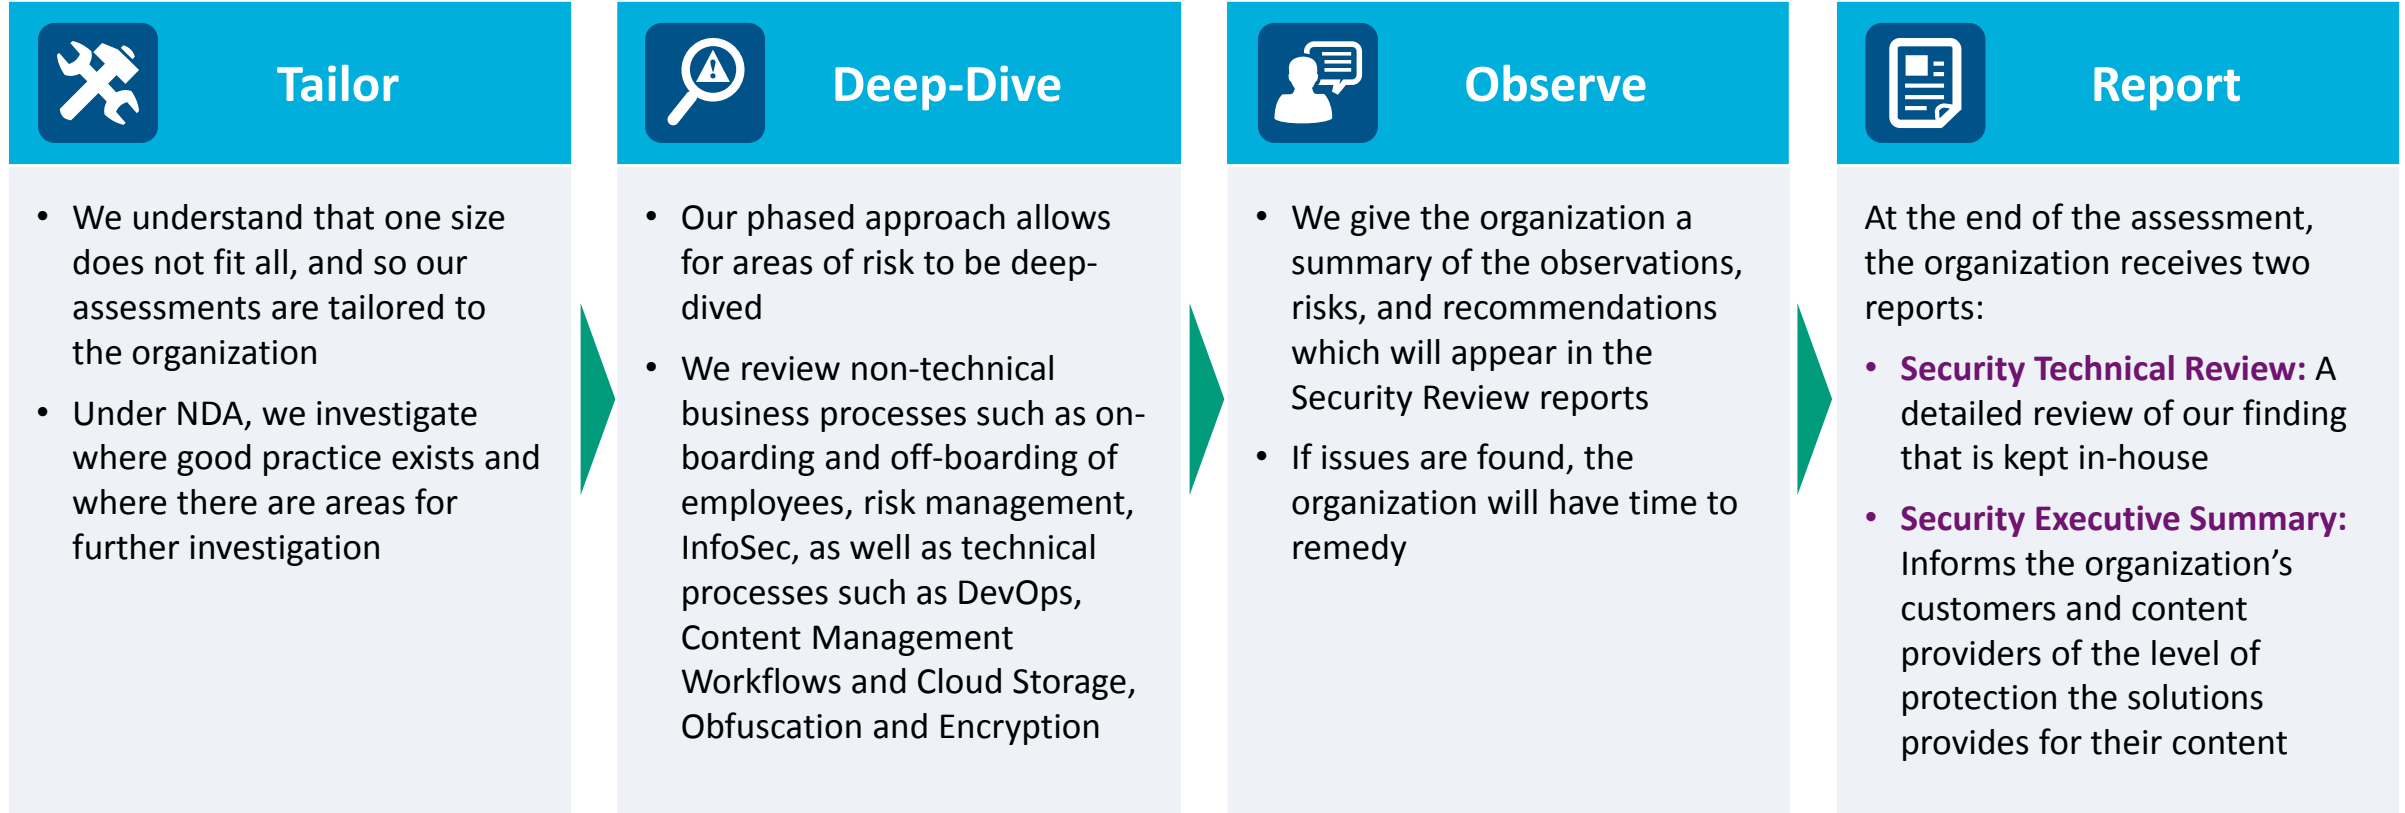 Tailor
• We understand that one size
does not fit all, and so our
assessments are tailored to
the organization
• Under NDA, we investigate
where good practice exists and
where there are areas for
further investigation
Deep-Dive
• Our phased approach allows
for areas of risk to be deep-
dived
• We review non-technical
business processes such as on-
boarding and off-boarding of
employees, risk management,
InfoSec, as well as technical
processes such as DevOps,
Content Management
Workflows and Cloud Storage,
Obfuscation and Encryption
Observe
• We give the organization a
summary of the observations,
risks, and recommendations
which will appear in the
Security Review reports
• If issues are found, the
organization will have time to
remedy
Report
At the end of the assessment,
the organization receives two
reports:
• Security Technical Review: A
detailed review of our finding
that is kept in-house
• Security Executive Summary:
Informs the organization’s
customers and content
providers of the level of
protection the solutions
provides for their content